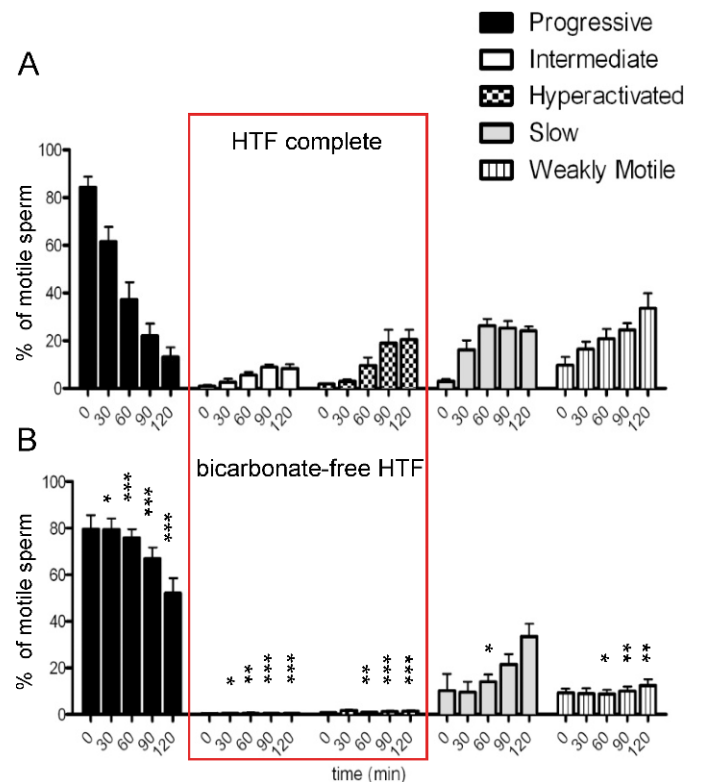 Progressive
Intermediate
Hyperactivated
Slow
Weakly Motile
A
HTF complete
% of motile sperm
100
80
60
40
20
0
0 30 60 90 120 0 30 60 90 120 0 30 60 90 120 0 30 60 90 120 0 30 60 90 120
B
bicarbonate-free HTF
% of motile sperm
100
80
60
40
20
0
* *** *** ***
* ** *** ***
** *** ***
*
* ** **
0 30 60 90 120 0 30 60 90 120 0 30 60 90 120 0 30 60 90 120 0 30 60 90 120
time (min)